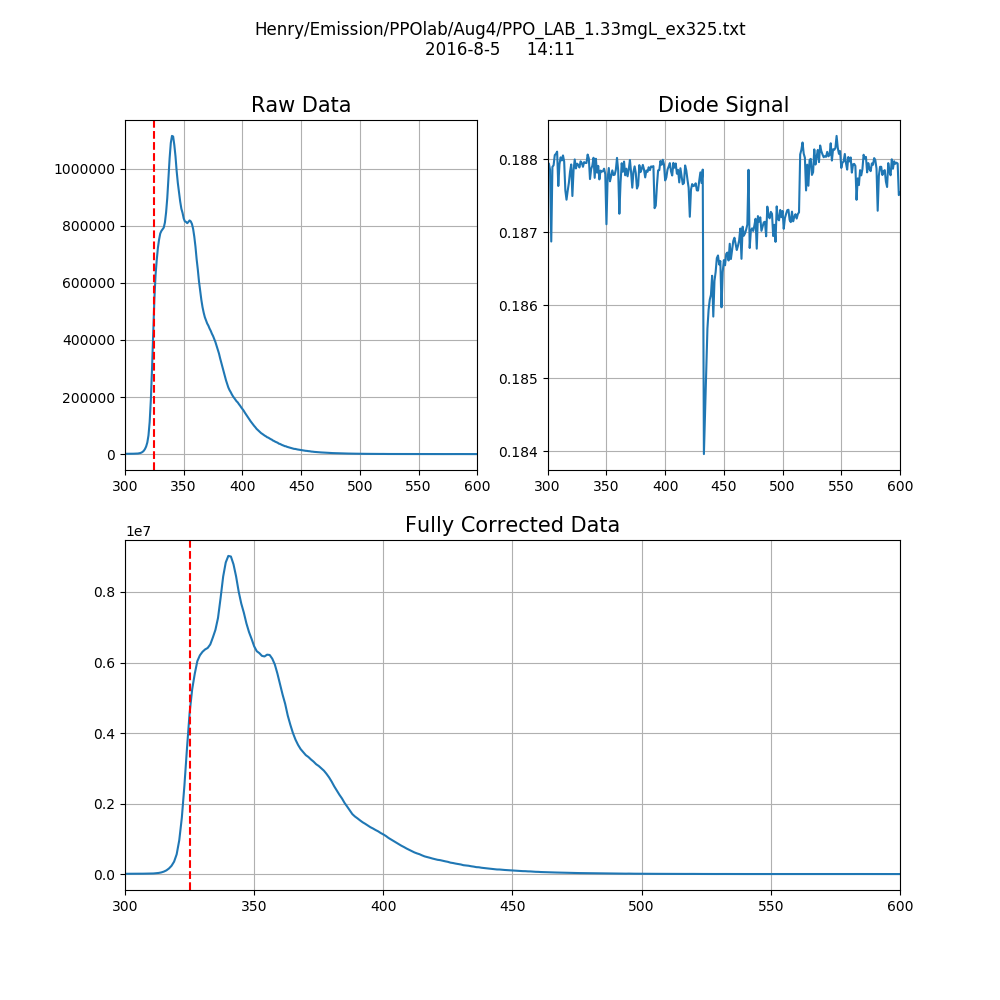 Henry/Emission/PPOlab/Aug4/PPO_LAB_1.33mgL_ex325.txt
2016-8-5 14:11
Raw Data
1000000
800000
600000
400000
200000
0
300 350 400 450 500 550 600
Diode Signal
0.188
0.187
0.186
0.185
0.184
300 350 400 450 500 550 600
Fully Corrected Data
1e7
0.8
0.6
0.4
0.2
0.0
300 350 400 450 500 550 600